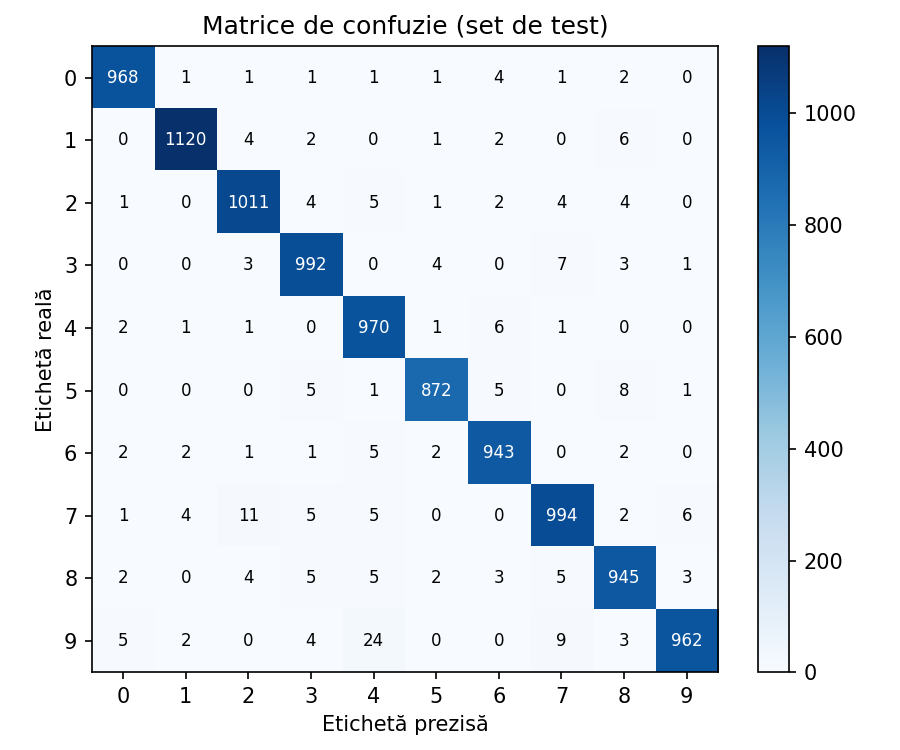 Matrice de confuzie (set de test)
0 968 1 1 1 1 1 4 1 2 0
1 0 1120 4 2 0 1 2 0 6 0
2 1 0 1011 4 5 1 2 4 4 0
3 0 0 3 992 0 4 0 7 3 1
4 2 1 1 0 970 1 6 1 0 0
5 0 0 0 5 1 872 5 0 8 1
6 2 2 1 1 5 2 943 0 2 0
7 1 4 11 5 5 0 0 994 2 6
8 2 0 4 5 5 2 3 5 945 3
9 5 2 0 4 24 0 0 9 3 962
0 1 2 3 4 5 6 7 8 9
Etichetă prezisă
Etichetă reală
1000
800
600
400
200
0